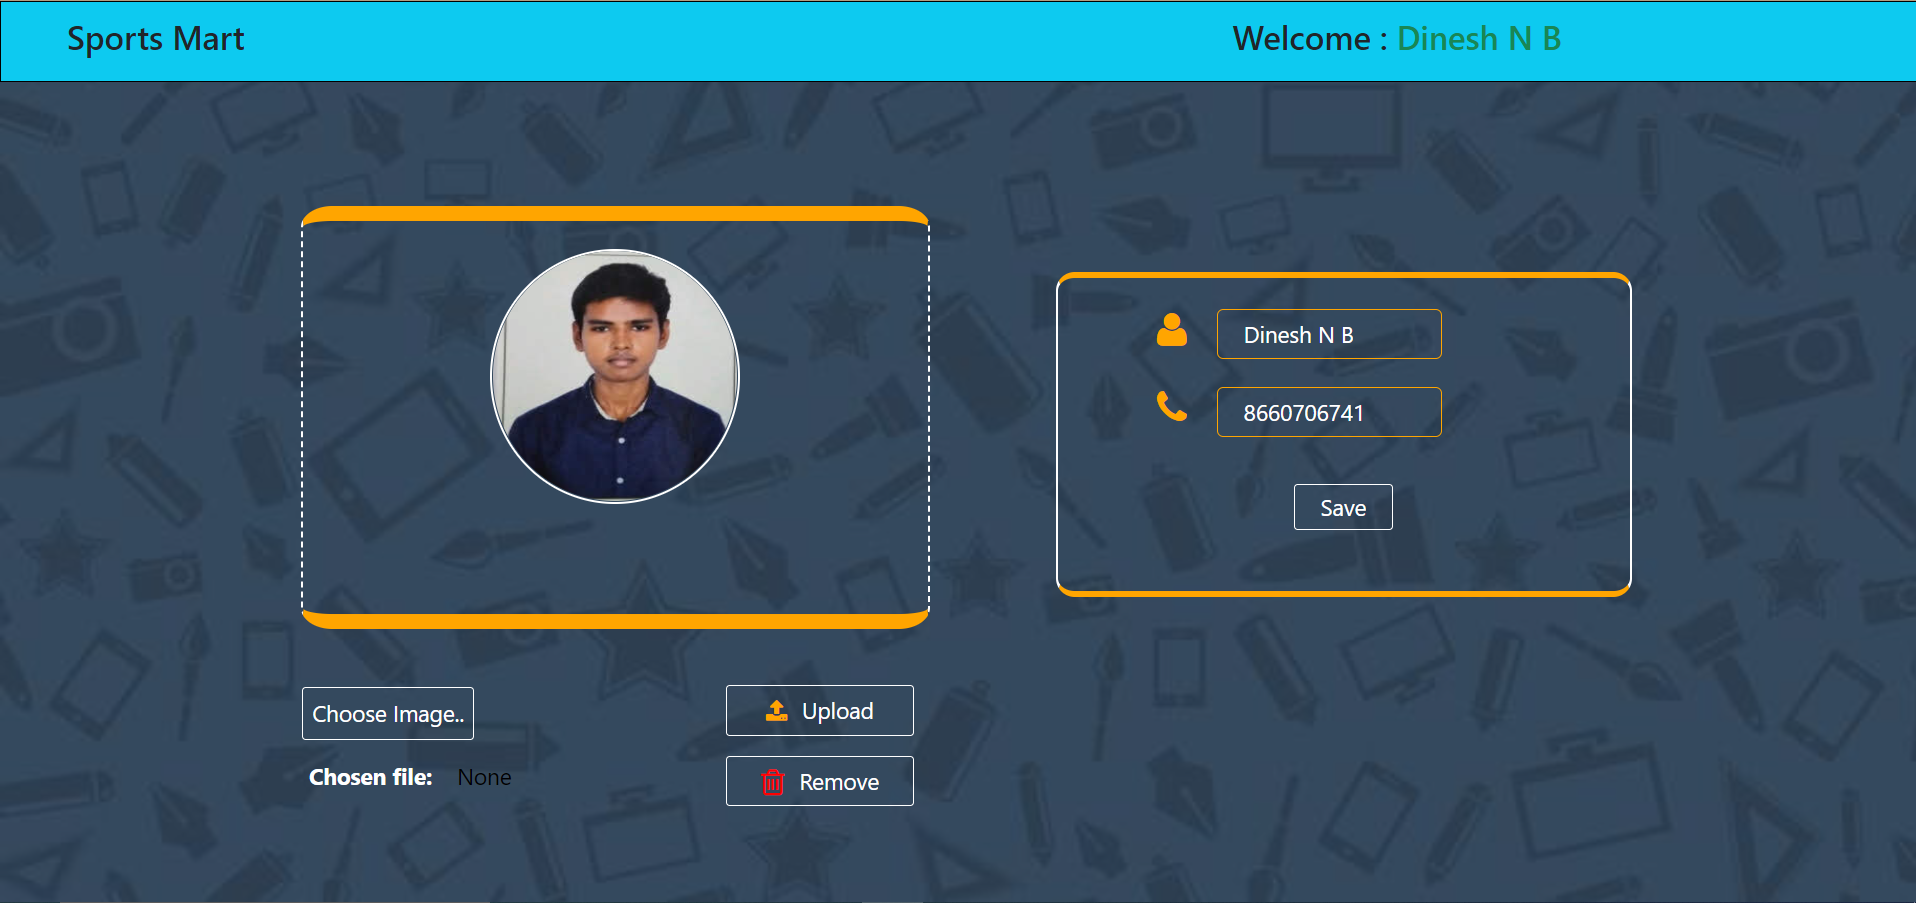 Sports Mart
Welcome : Dinesh N B
Dinesh N B
8660706741
Save
Choose Image..
Upload
Chosen file: None
Remove